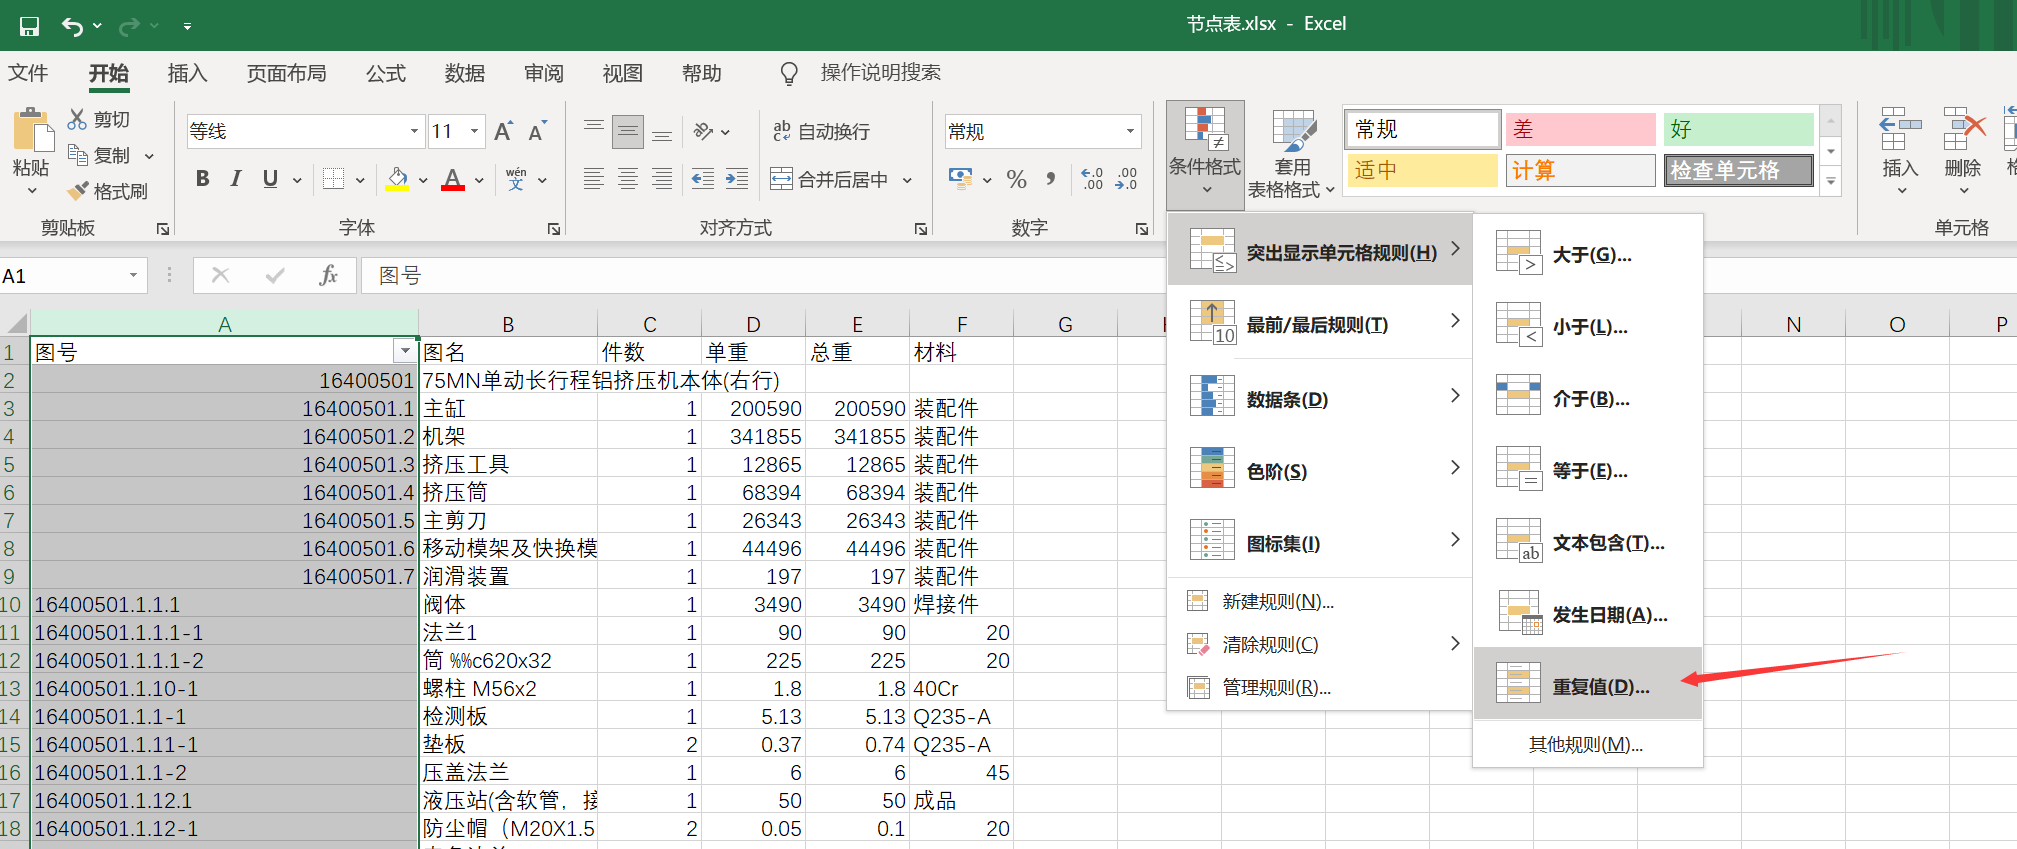 节点表.xlsx - Excel
文件 开始 插入 页面布局 公式 数据 审阅 视图 帮助 操作说明搜索
粘贴 剪切 复制 格式刷 剪贴板
等线 11 A A
B I U A wén 文 字体
ab 自动换行
合并后居中 对齐方式
常规
% , .0 .00 .00 .0 数字
条件格式 套用 表格格式
常规 差 好
适中 计算 检查单元格
插入 删除 单元格
A1 fx 图号
A B C D E F G N O P
1 图号 图名 件数 单重 总重 材料
2 16400501 75MN单动长行程铝挤压机本体(右行)
3 16400501.1 主缸 1 200590 200590 装配件
4 16400501.2 机架 1 341855 341855 装配件
5 16400501.3 挤压工具 1 12865 12865 装配件
6 16400501.4 挤压筒 1 68394 68394 装配件
7 16400501.5 主剪刀 1 26343 26343 装配件
8 16400501.6 移动模架及快换模 1 44496 44496 装配件
9 16400501.7 润滑装置 1 197 197 装配件
10 16400501.1.1.1 阀体 1 3490 3490 焊接件
11 16400501.1.1.1-1 法兰1 1 90 90 20
12 16400501.1.1.1-2 筒 %%c620x32 1 225 225 20
13 16400501.1.10-1 螺柱 M56x2 1 1.8 1.8 40Cr
14 16400501.1.1-1 检测板 1 5.13 5.13 Q235-A
15 16400501.1.11-1 垫板 2 0.37 0.74 Q235-A
16 16400501.1.1-2 压盖法兰 1 6 6 45
17 16400501.1.12.1 液压站(含软管，接 1 50 50 成品
18 16400501.1.12-1 防尘帽（M20X1.5 2 0.05 0.1 20
突出显示单元格规则(H)
最前/最后规则(T)
10
数据条(D)
色阶(S)
图标集(I)
新建规则(N)...
清除规则(C)
管理规则(R)...
大于(G)...
小于(L)...
介于(B)...
等于(E)...
ab 文本包含(T)...
发生日期(A)...
重复值(D)...
其他规则(M)...